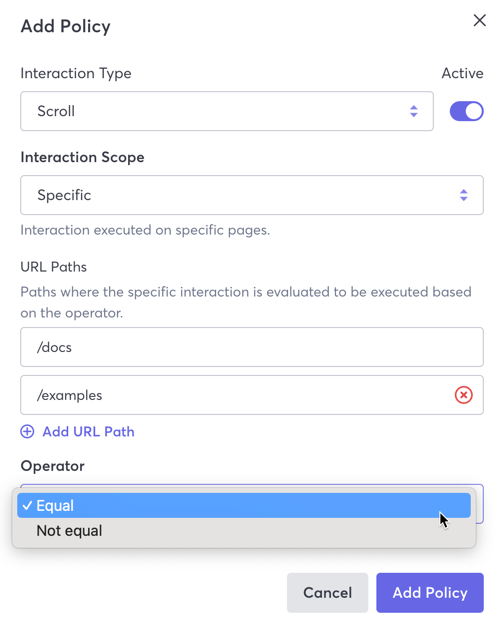 Add Policy
Interaction Type
Active
Scroll
Interaction Scope
Specific
Interaction executed on specific pages.
URL Paths
Paths where the specific interaction is evaluated to be executed based
on the operator.
/docs
/examples
Add URL Path
Operator
✓ Equal
Not equal
Cancel
Add Policy